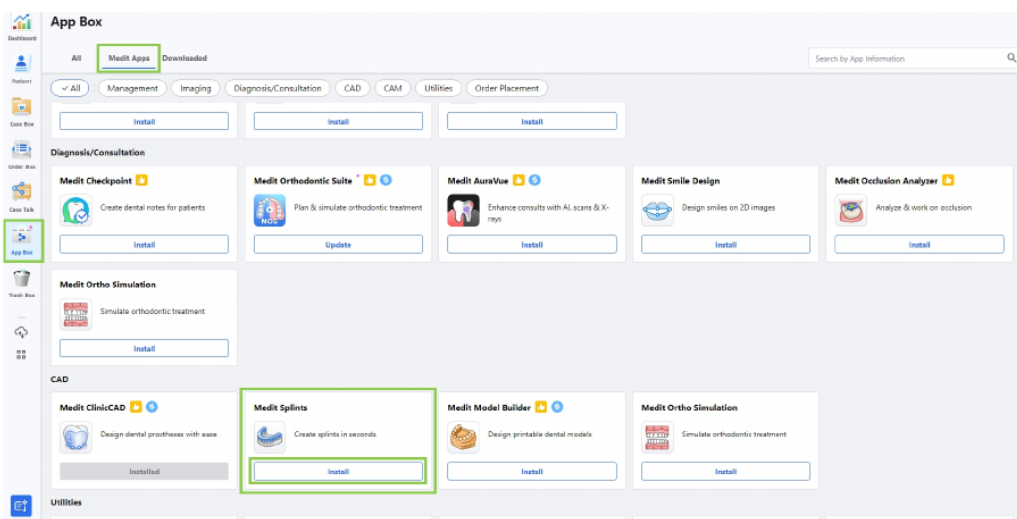 App Box
Dashboard
Patient
Case Box
Order Box
Case Talk
App Box
Trash Box
All
Medit Apps
Downloaded
Search by App Information
All
Management
Imaging
Diagnosis/Consultation
CAD
CAM
Utilities
Order Placement
Install
Install
Install
Diagnosis/Consultation
Medit Checkpoint
Create dental notes for patients
Install
Medit Orthodontic Suite *
MOS
Plan & simulate orthodontic treatment
Update
Medit AuraVue
Enhance consults with AI, scans & X-
rays
Install
Medit Smile Design
Design smiles on 2D images
Install
Medit Occlusion Analyzer
Analyze & work on occlusion
Install
Medit Ortho Simulation
Simulate orthodontic treatment
Install
CAD
Medit ClinicCAD
Design dental prostheses with ease
Installed
Medit Splints
Create splints in seconds
Install
Medit Model Builder
Design printable dental models
Install
Medit Ortho Simulation
Simulate orthodontic treatment
Install
Utilities